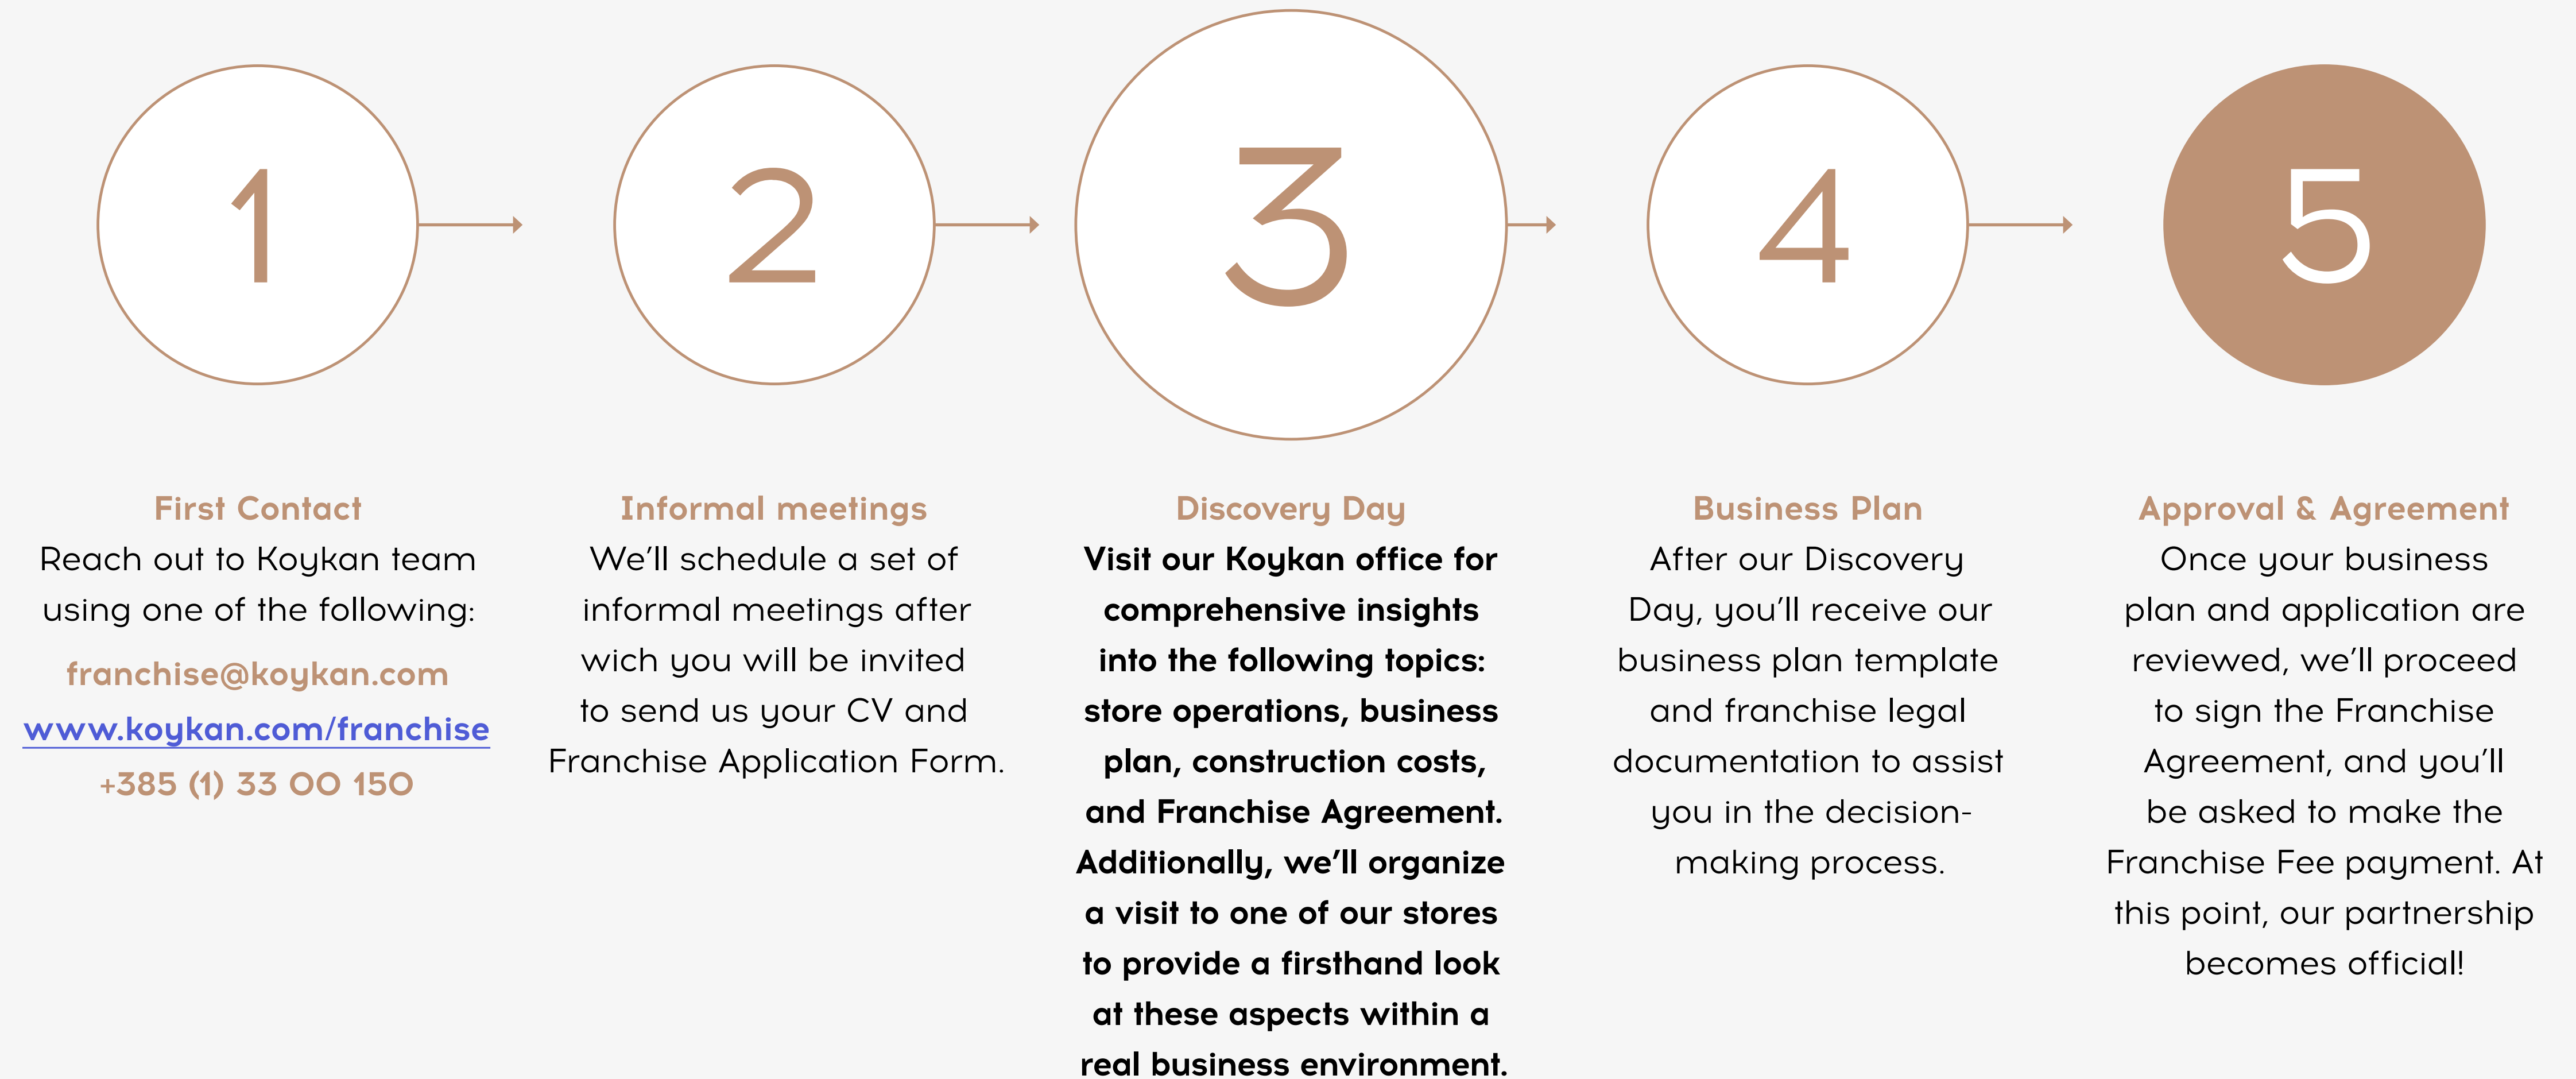 1
2
3
4
5
First Contact
Reach out to Koykan team
using one of the following:
franchise@koykan.com
www.koykan.com/franchise
+385 (1) 33 00 150
Informal meetings
We’ll schedule a set of
informal meetings after
wich you will be invited
to send us your CV and
Franchise Application Form.
Discovery Day
Visit our Koykan office for
comprehensive insights
into the following topics:
store operations, business
plan, construction costs,
and Franchise Agreement.
Additionally, we’ll organize
a visit to one of our stores
to provide a firsthand look
at these aspects within a
real business environment.
Business Plan
After our Discovery
Day, you’ll receive our
business plan template
and franchise legal
documentation to assist
you in the decision-
making process.
Approval & Agreement
Once your business
plan and application are
reviewed, we’ll proceed
to sign the Franchise
Agreement, and you’ll
be asked to make the
Franchise Fee payment. At
this point, our partnership
becomes official!